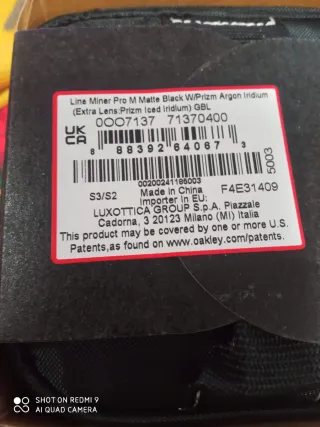 Line Miner Pro M Matte Black W/Prizm Argon Iridium
(Extra Lens:Prizm Iced Iridium) GBL
0OO7137 71370400
UK
CA
8 88392 64067 3
5003
00200241185003
S3/S2
Made in China
F4E31409
Importer in EU:
LUXOTTICA GROUP S.p.A. Piazzale
Cadorna, 3 20123 Milano (MI) Italia
This product may be covered by one or more U.S.
Patents,as found on www.oakley.com/patents.
SHOT ON REDMI 9
AI QUAD CAMERA